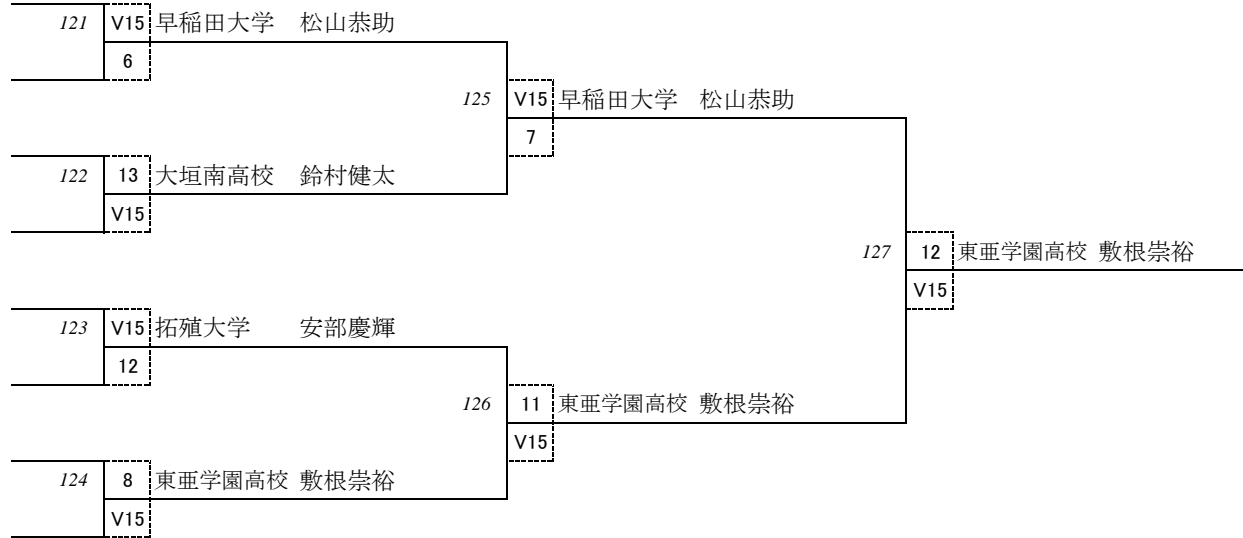 121 V15 早稲田大学 松山恭助
6
125 V15 早稲田大学 松山恭助
7
122 13 大垣南高校 鈴村健太
V15
127 12 東亜学園高校 敷根崇裕
V15
123 V15 拓殖大学 安部慶輝
12
126 11 東亜学園高校 敷根崇裕
V15
124 8 東亜学園高校 敷根崇裕
V15